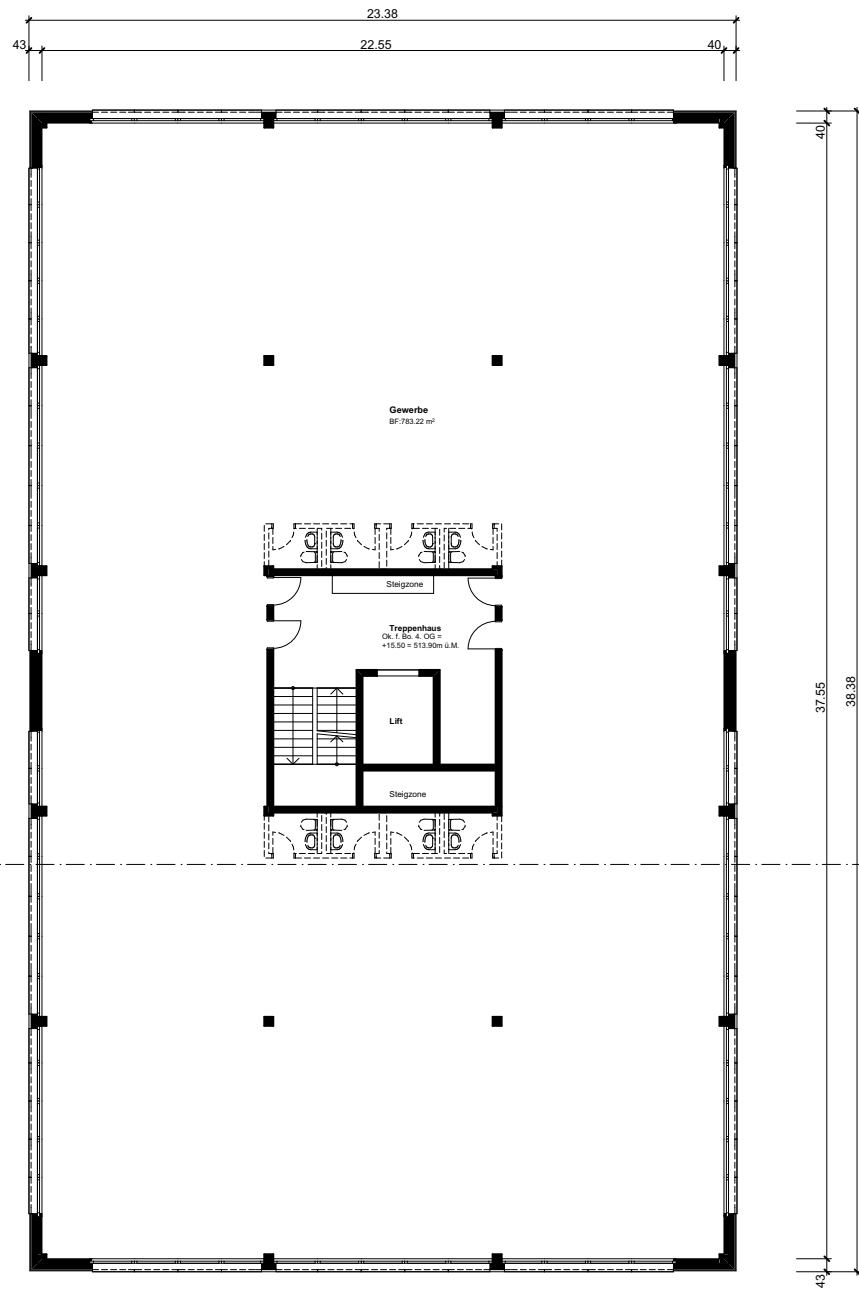 23.38
43
22.55
40
40
Gewerbe
BF:783.22 m²
Steigzone
Treppenhaus
Ok. f. Bo. 4. OG =
+15.50 = 513.90m ü.M.
37.55
38.38
Lift
Steigzone
43